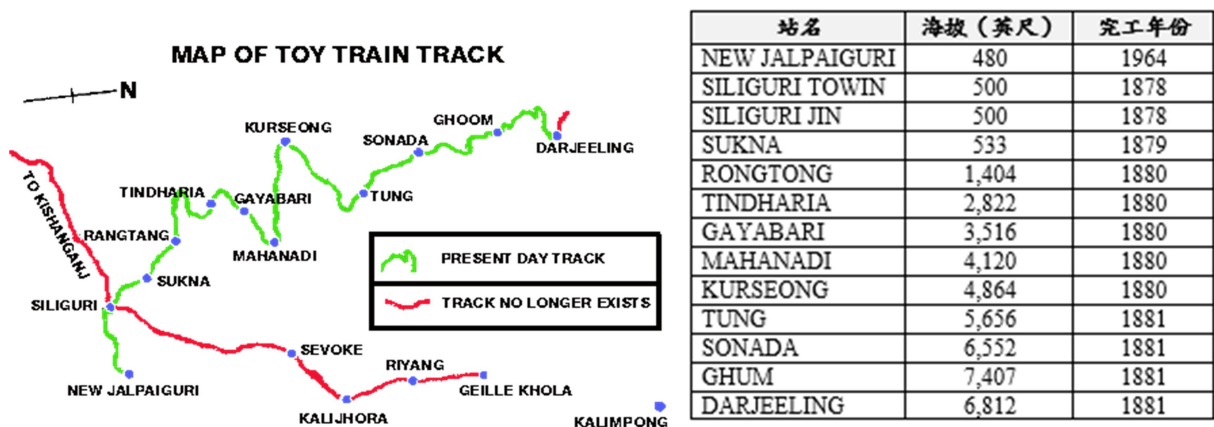 MAP OF TOY TRAIN TRACK
N
KURSEONG
GHOOM
SONADA
DARJEELING
TINDHARIA
GAYABARI
TUNG
TO KISHANGANJ
RANGTANG
MAHANADI
SUKNA
PRESENT DAY TRACK
TRACK NO LONGER EXISTS
SILIGURI
SEVOKE
RIYANG
NEW JALPAIGURI
GEILLE KHOLA
KALIJHORA
KALIMPONG
站名 海拔（英尺） 完工年份
NEW JALPAIGURI 480 1964
SILIGURI TOWIN 500 1878
SILIGURI JIN 500 1878
SUKNA 533 1879
RONGTONG 1,404 1880
TINDHARIA 2,822 1880
GAYABARI 3,516 1880
MAHANADI 4,120 1880
KURSEONG 4,864 1880
TUNG 5,656 1881
SONADA 6,552 1881
GHUM 7,407 1881
DARJEELING 6,812 1881